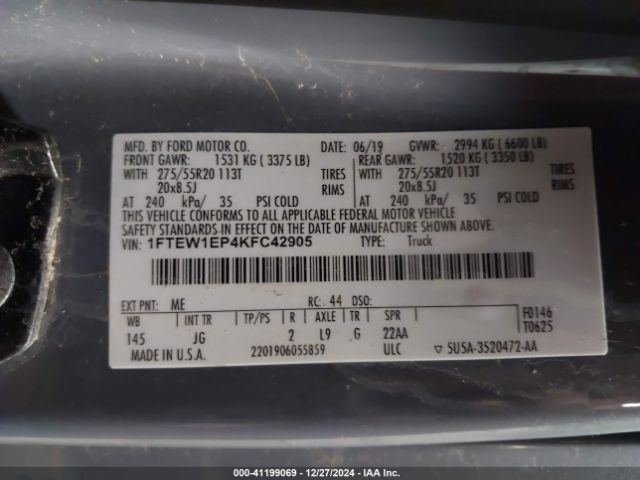 MFD. BY FORD MOTOR CO. DATE: 06/19 GVWR: 2994 KG ( 6600 LB)
FRONT GAWR: 1531 KG ( 3375 LB) REAR GAWR: 1520 KG ( 3350 LB)
WITH 275/55R20 113T TIRES WITH 275/55R20 113T TIRES
20x8.5J RIMS 20x8.5J RIMS
AT 240 kPa/ 35 PSI COLD AT 240 kPa/ 35 PSI COLD
THIS VEHICLE CONFORMS TO ALL APPLICABLE FEDERAL MOTOR VEHICLE
SAFETY STANDARDS IN EFFECT ON THE DATE OF MANUFACTURE SHOWN ABOVE.
VIN: 1FTEW1EP4KFC42905 TYPE: Truck
EXT PNT: ME RC: 44 DSO:
WB INT TR TP/PS R AXLE TR SPR F0146
145 JG 2 L9 G 22AA T0625
MADE IN U.S.A. 2201906055859 ULC ▽ 5U5A-3520472-AA
000-41199069 • 12/27/2024 • IAAI.COM